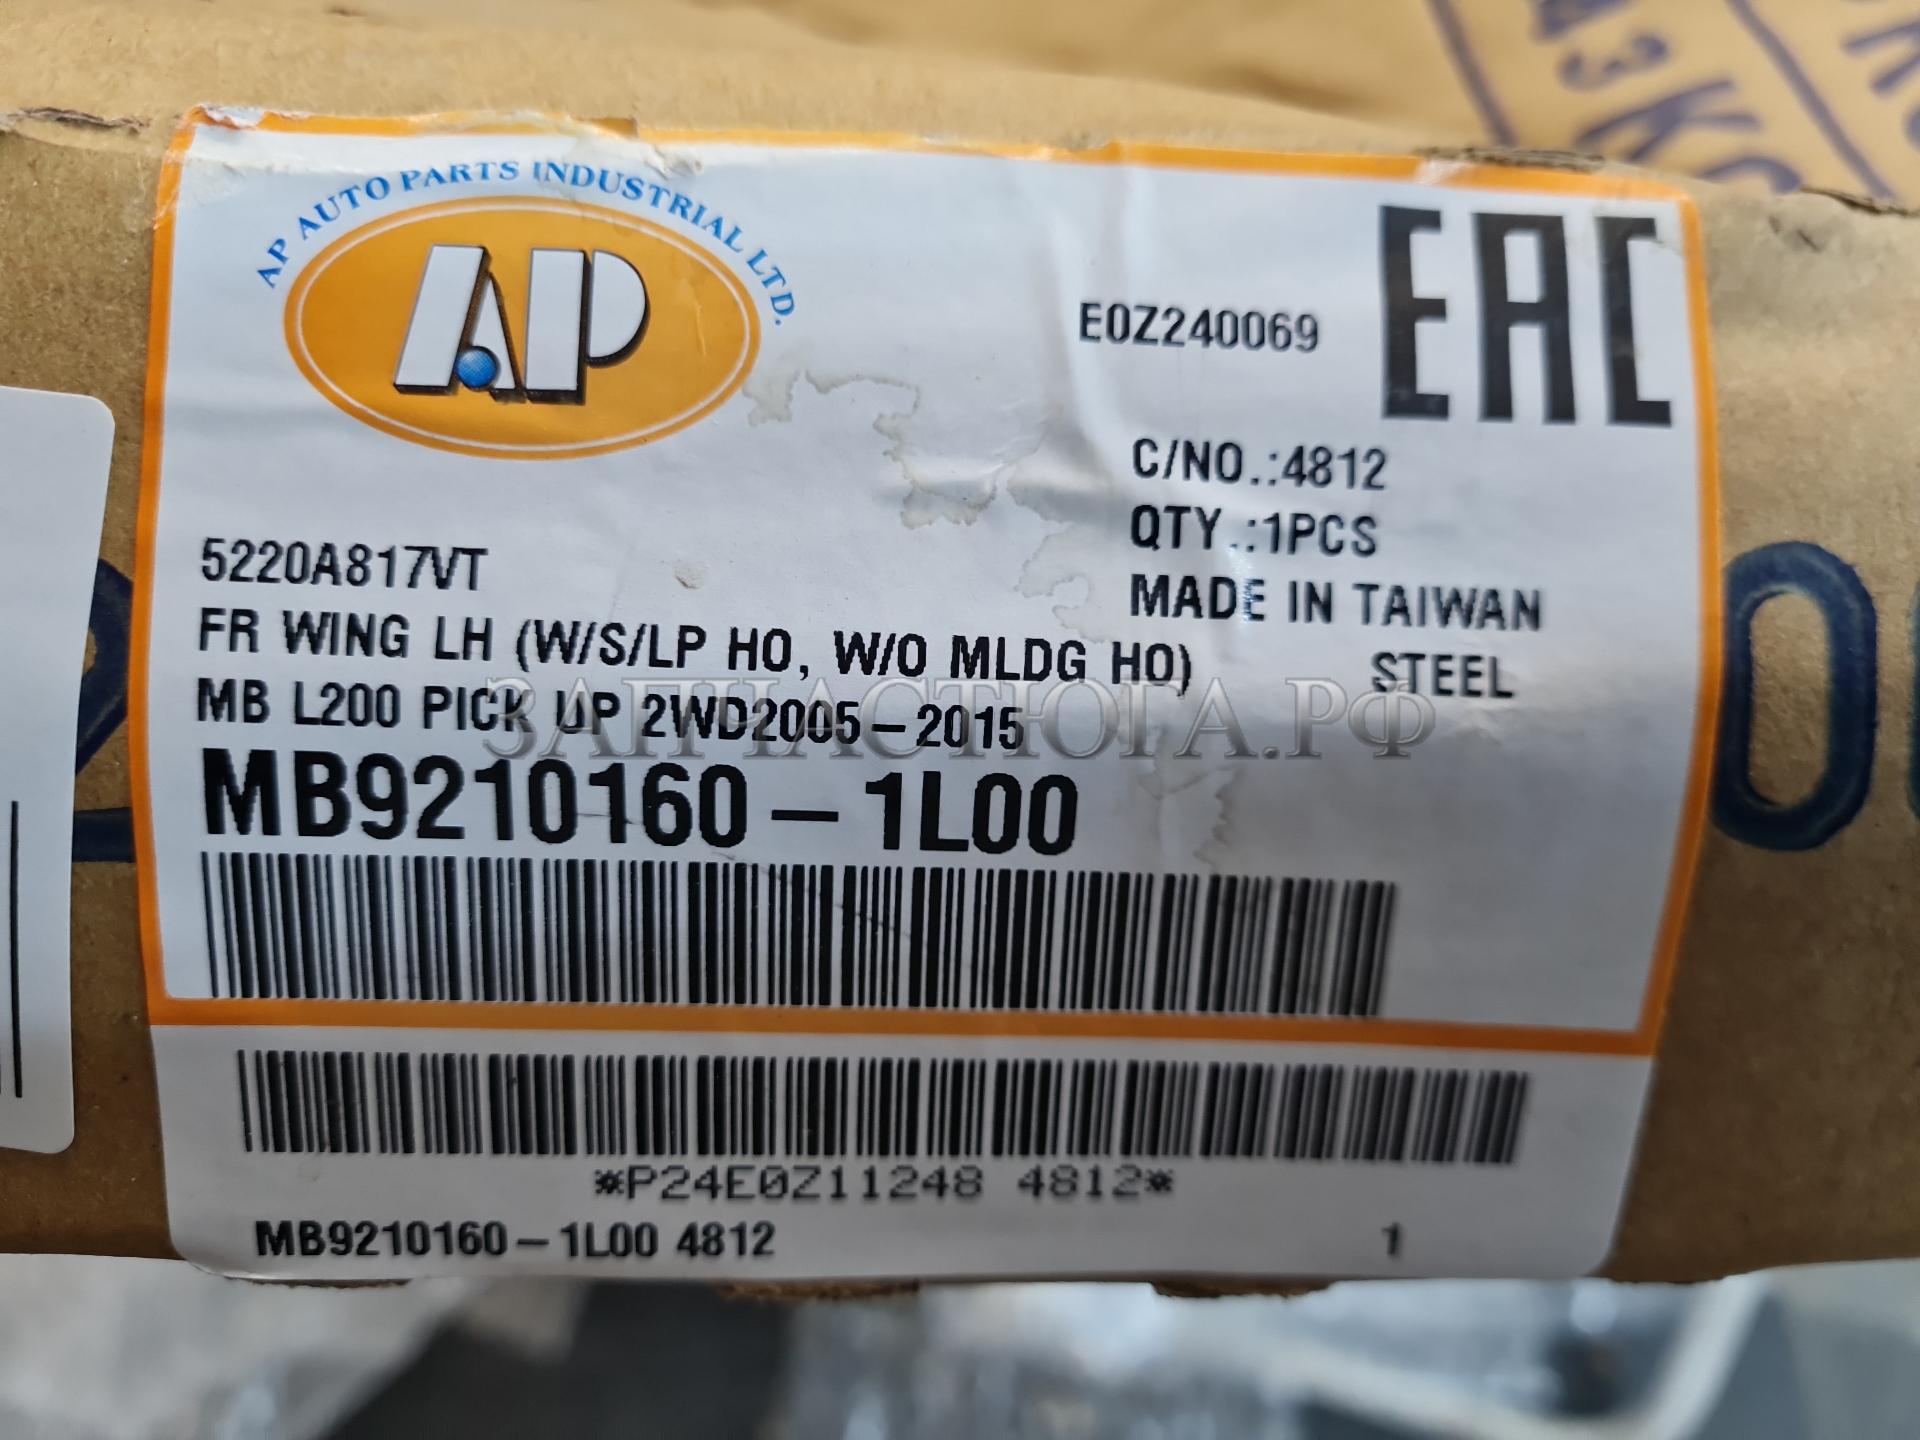 AP AUTO PARTS INDUSTRIAL LTD.
AP
E0Z240069
EAC
C/NO.:4812
QTY.:1PCS
MADE IN TAIWAN
STEEL
5220A817VT
FR WING LH (W/S/LP HO, W/O MLDG HO)
MB L200 PICK UP 2WD2005-2015
ЗАПЧАСТЮГА.РФ
MB9210160-1L00
*P24E0Z11248 4812*
MB9210160-1L00 4812
1